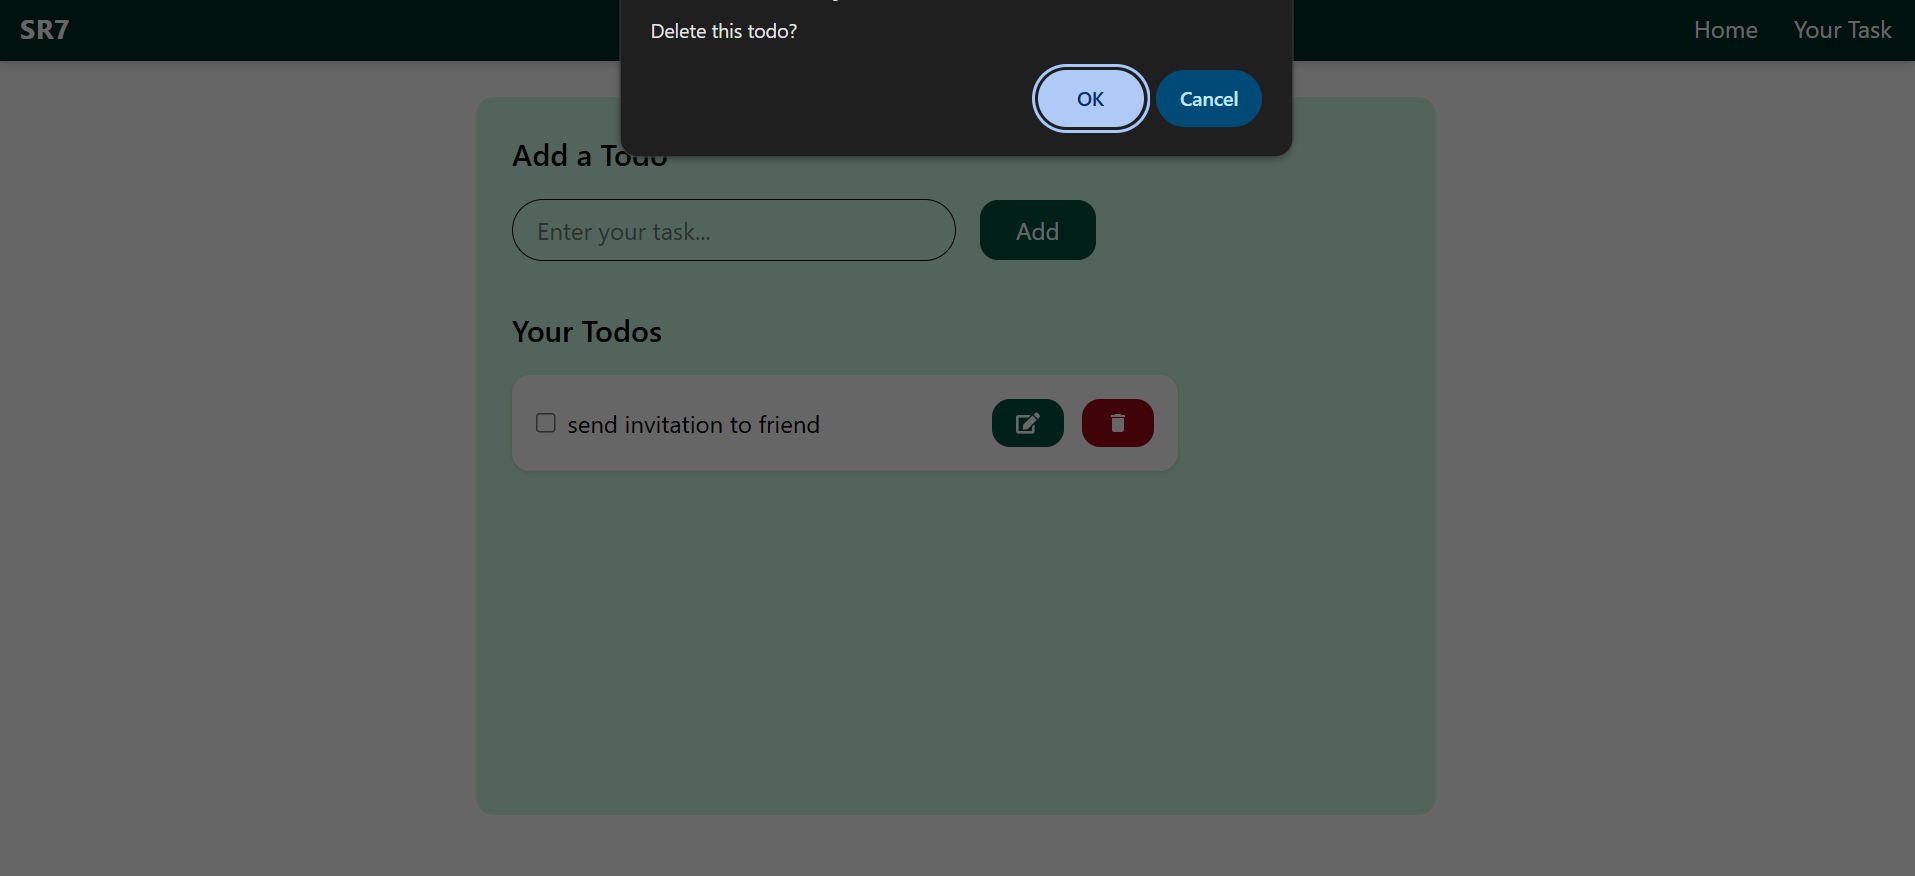 SR7
Home
Your Task
Delete this todo?
OK
Cancel
Add a Todo
Enter your task...
Add
Your Todos
send invitation to friend